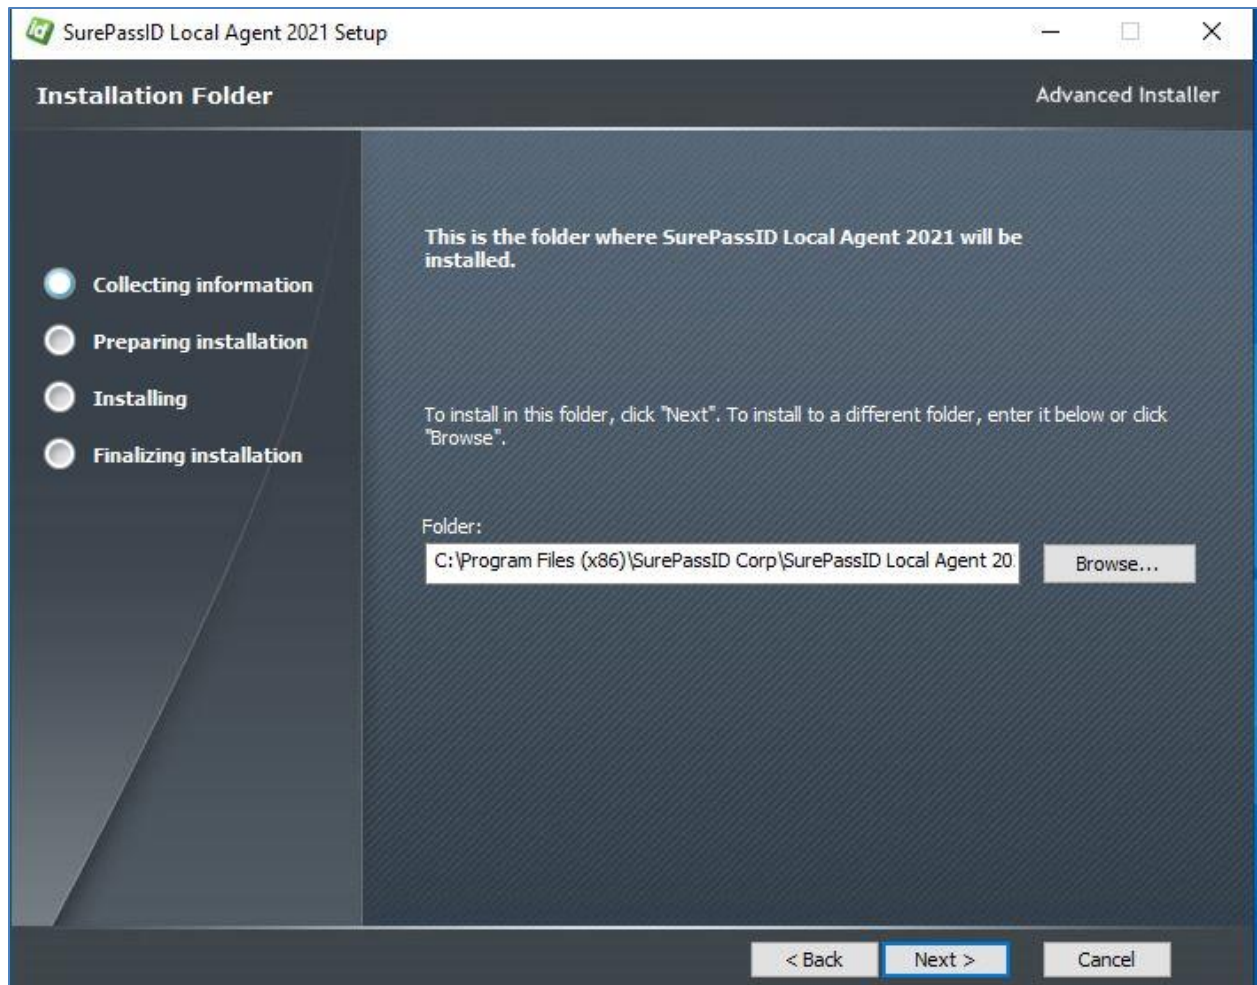 SurePassID Local Agent 2021 Setup
Installation Folder
Advanced Installer
Collecting information
Preparing installation
Installing
Finalizing installation
This is the folder where SurePassID Local Agent 2021 will be
installed.
To install in this folder, click "Next". To install to a different folder, enter it below or click
"Browse".
Folder:
C:\Program Files (x86)\SurePassID Corp\SurePassID Local Agent 20
Browse...
< Back
Next >
Cancel